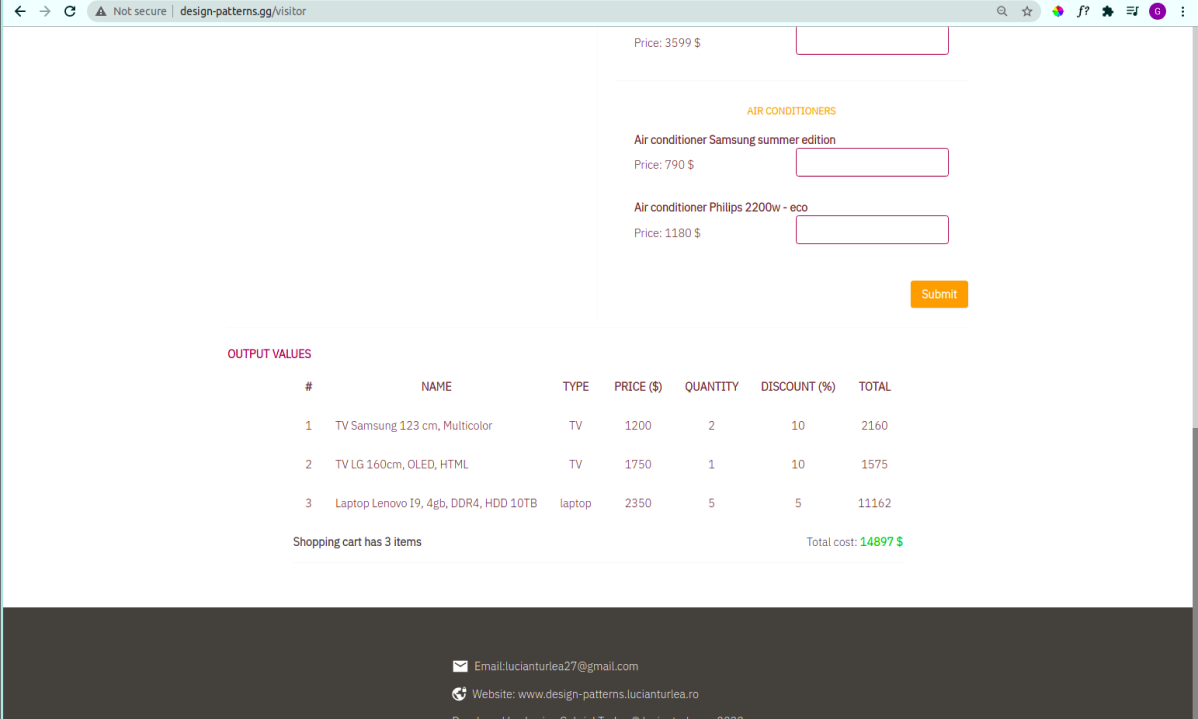 Not secure | design-patterns.gg/visitor
f?
G
Price: 3599 $
AIR CONDITIONERS
Air conditioner Samsung summer edition
Price: 790 $
Air conditioner Philips 2200w - eco
Price: 1180 $
Submit
OUTPUT VALUES
# NAME TYPE PRICE ($) QUANTITY DISCOUNT (%) TOTAL
1 TV Samsung 123 cm, Multicolor TV 1200 2 10 2160
2 TV LG 160cm, OLED, HTML TV 1750 1 10 1575
3 Laptop Lenovo I9, 4gb, DDR4, HDD 10TB laptop 2350 5 5 11162
Shopping cart has 3 items Total cost: 14897 $
Email:lucianturlea27@gmail.com
Website: www.design-patterns.lucianturlea.ro